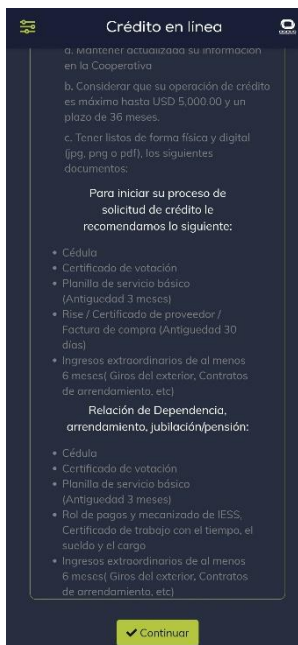 Crédito en línea
a. Mantener actualizada su información
en la Cooperativa
b. Considerar que su operación de crédito
es máximo hasta USD 5,000.00 y un
plazo de 36 meses.
c. Tener listos de forma física y digital
(jpg, png o pdf), los siguientes
documentos:
Para iniciar su proceso de
solicitud de crédito le
recomendamos lo siguiente:
• Cédula
• Certificado de votación
• Planilla de servicio básico
(Antiguedad 3 meses)
• Rise / Certificado de proveedor /
Factura de compra (Antiguedad 30
días)
• Ingresos extraordinarios de al menos
6 meses( Giros del exterior, Contratos
de arrendamiento, etc)
Relación de Dependencia,
arrendamiento, jubilación/pensión:
• Cédula
• Certificado de votación
• Planilla de servicio básico
(Antiguedad 3 meses)
• Rol de pagos y mecanizado de IESS,
Certificado de trabajo con el tiempo, el
sueldo y el cargo
• Ingresos extraordinarios de al menos
6 meses( Giros del exterior, Contratos
de arrendamiento, etc)
Continuar